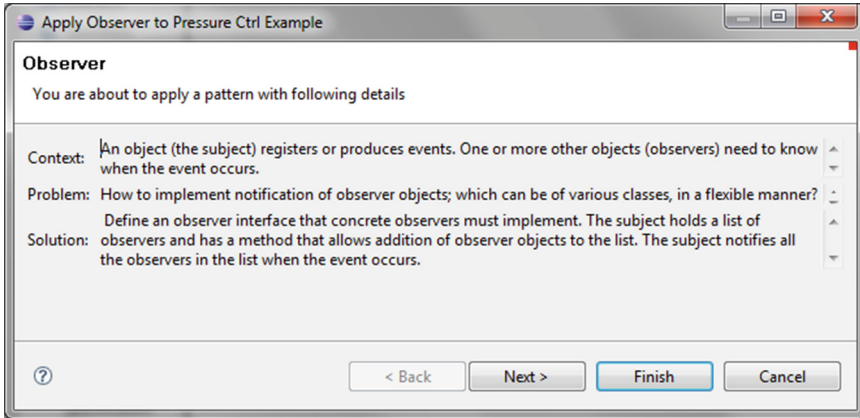 Apply Observer to Pressure Ctrl Example
Observer
You are about to apply a pattern with following details
Context: An object (the subject) registers or produces events. One or more other objects (observers) need to know
when the event occurs.
Problem: How to implement notification of observer objects; which can be of various classes, in a flexible manner?
Define an observer interface that concrete observers must implement. The subject holds a list of
Solution: observers and has a method that allows addition of observer objects to the list. The subject notifies all
the observers in the list when the event occurs.
? < Back Next > Finish Cancel